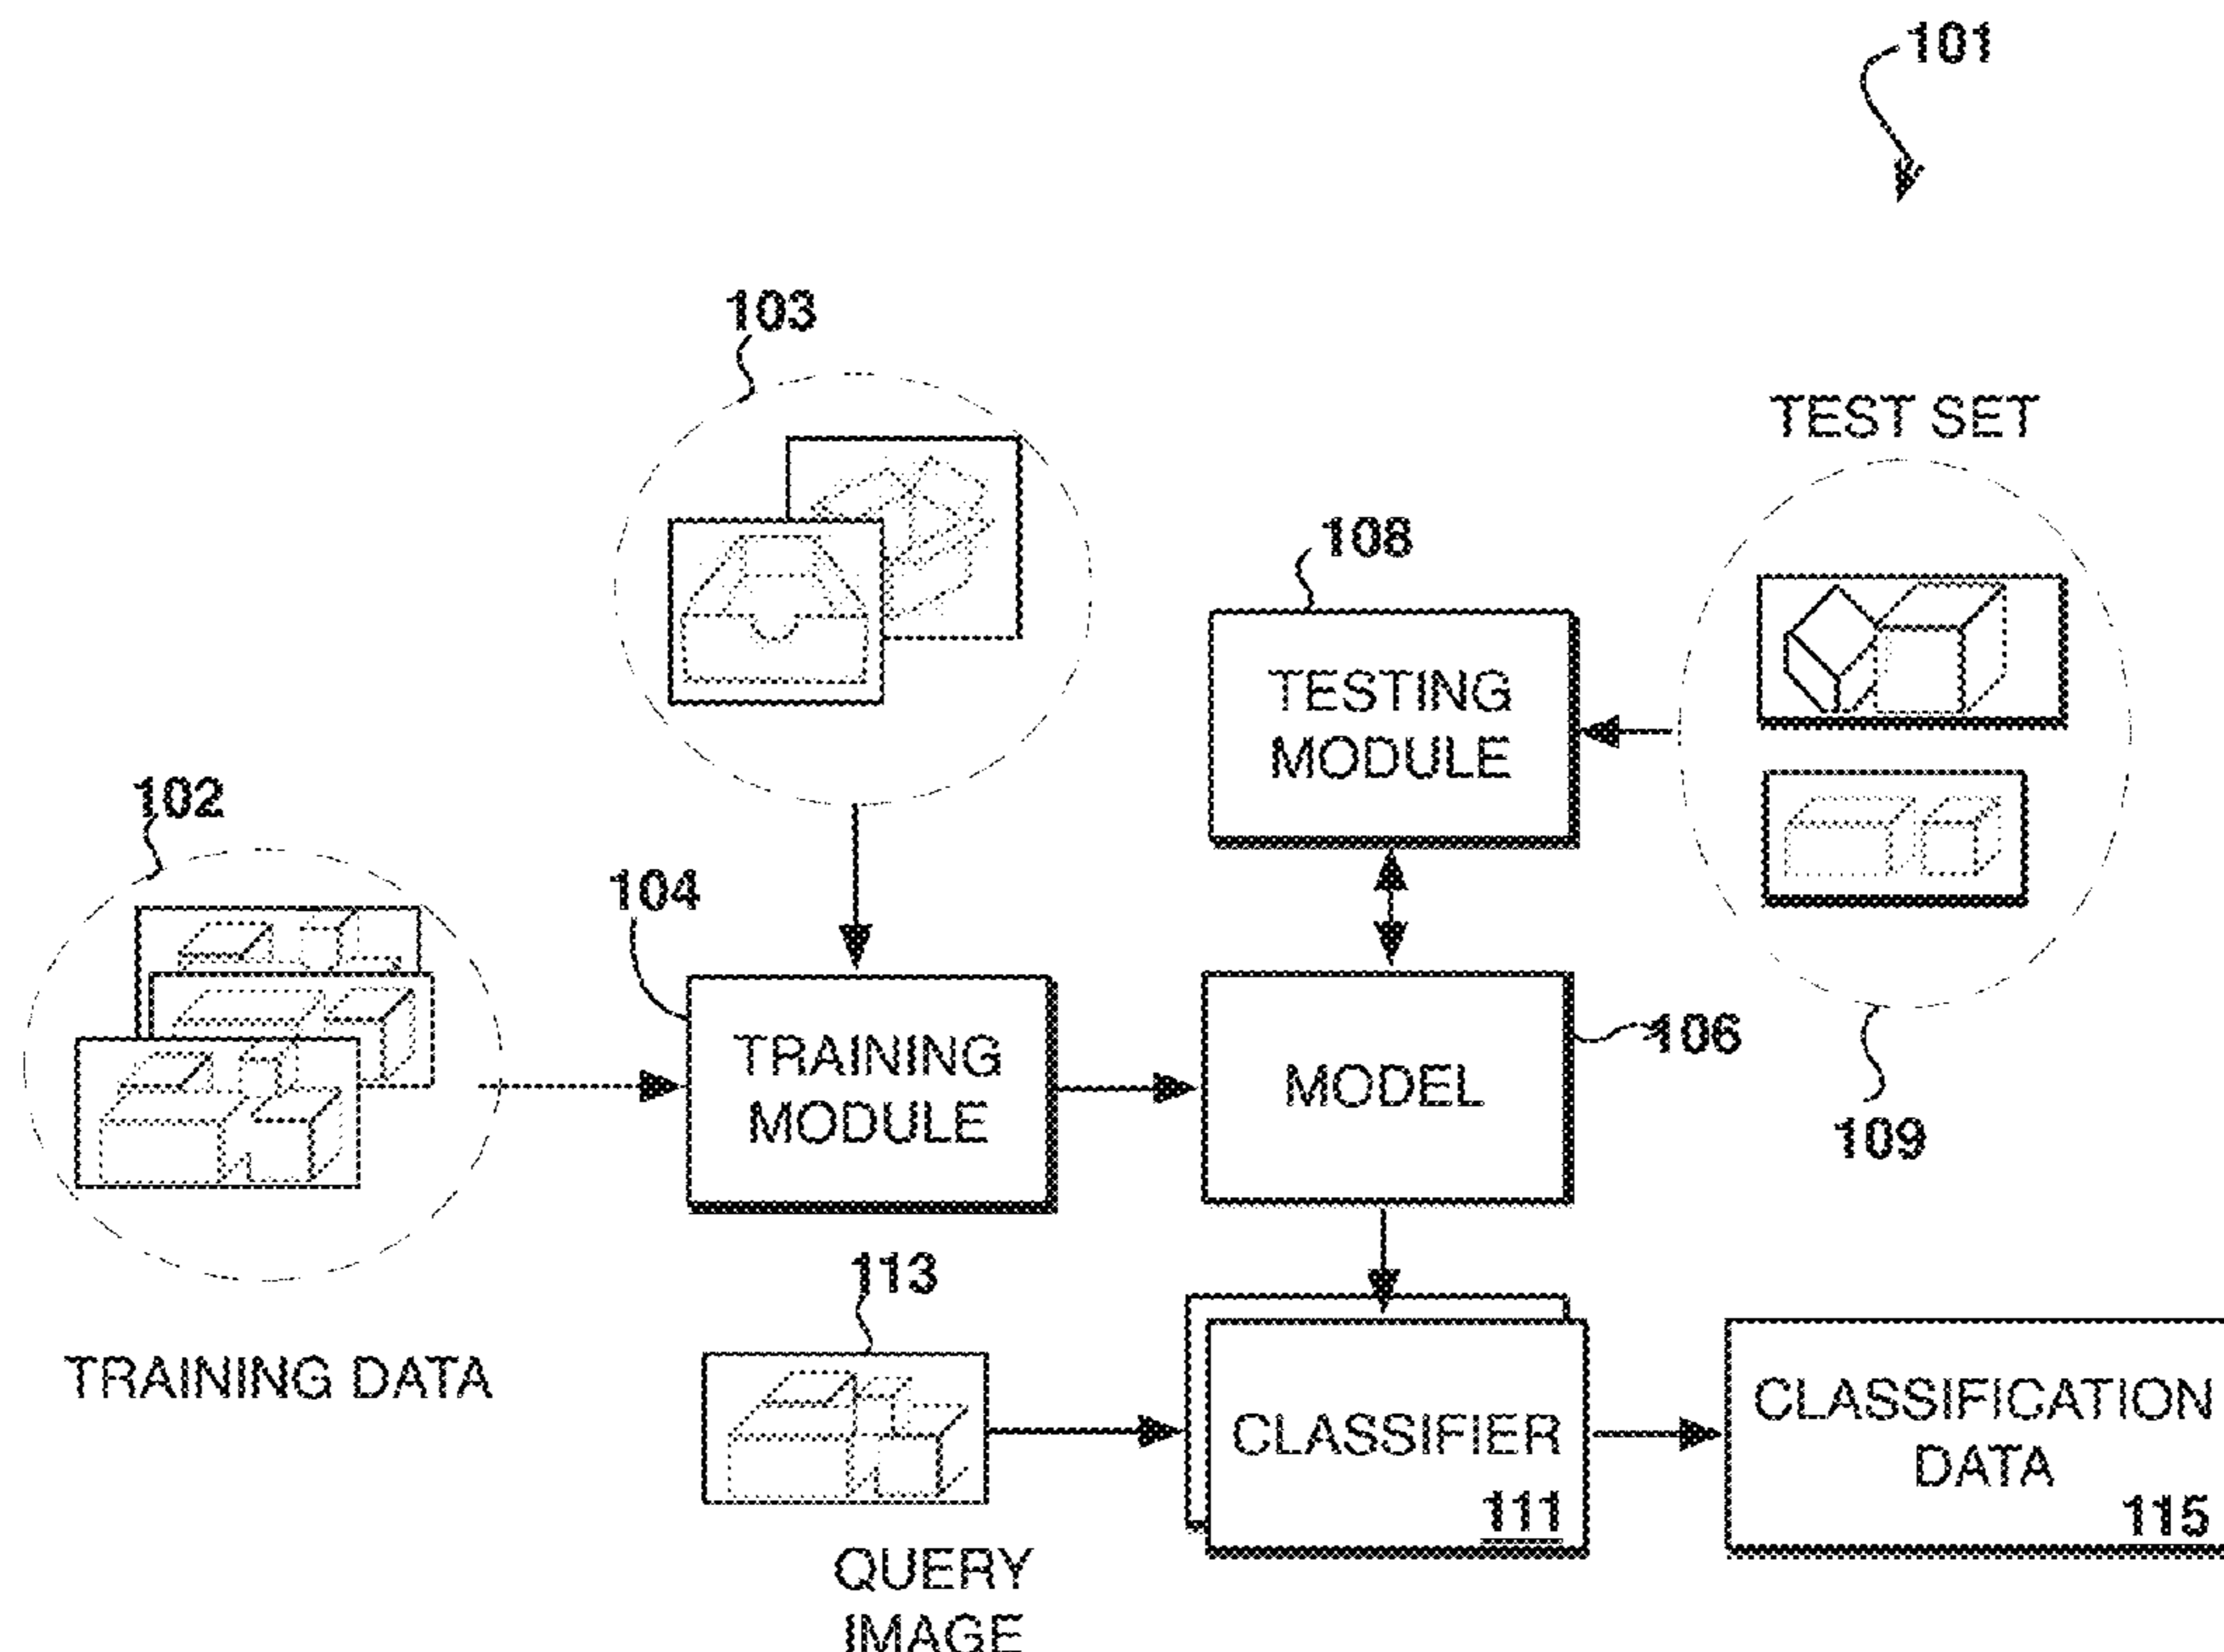 101
103
TEST SET
108
TESTING
MODULE
102
104
TRAINING
MODULE
MODEL
106
109
113
TRAINING DATA
CLASSIFIER
111
CLASSIFICATION
DATA
115
QUERY
IMAGE